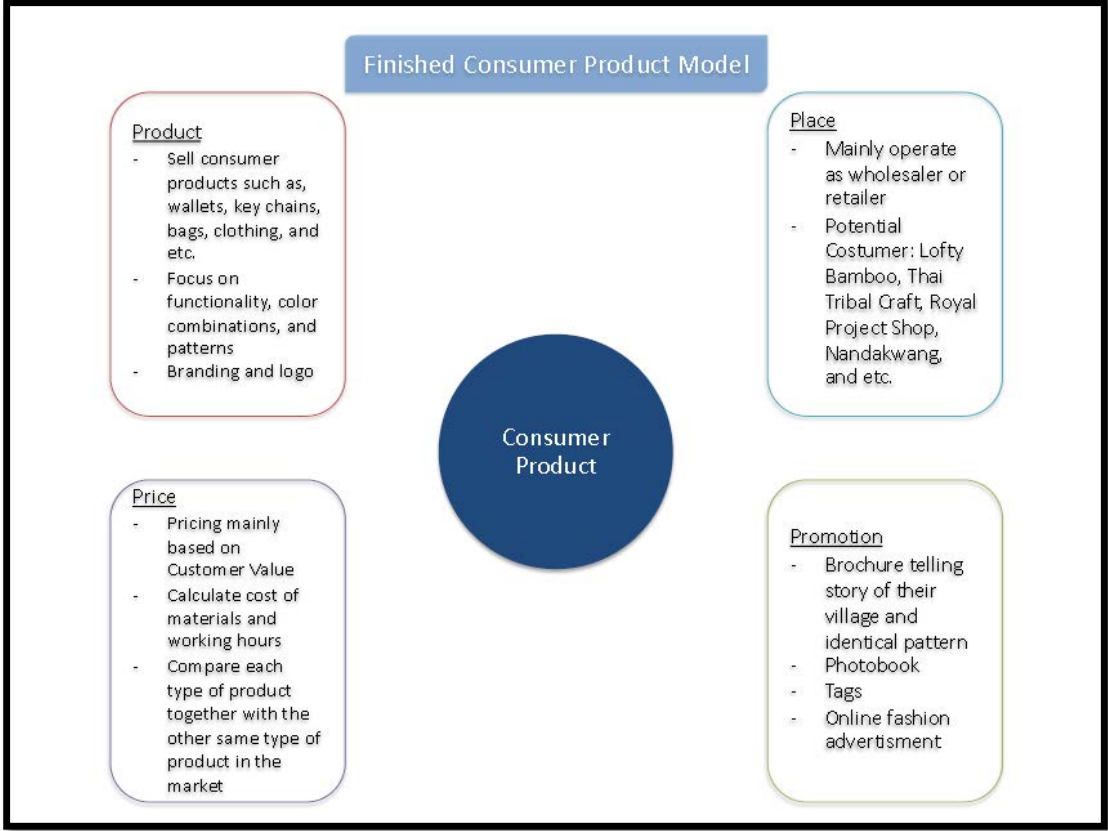 Finished Consumer Product Model
Product
- Sell consumer
products such as,
wallets, key chains,
bags, clothing, and
etc.
- Focus on
functionality, color
combinations, and
patterns
- Branding and logo
Place
- Mainly operate
as wholesaler or
retailer
- Potential
Costumer: Lofty
Bamboo, Thai
Tribal Craft, Royal
Project Shop,
Nandakwang,
and etc.
Consumer
Product
Price
- Pricing mainly
based on
Customer Value
- Calculate cost of
materials and
working hours
- Compare each
type of product
together with the
other same type of
product in the
market
Promotion
- Brochure telling
story of their
village and
identical pattern
- Photobook
- Tags
- Online fashion
advertisment